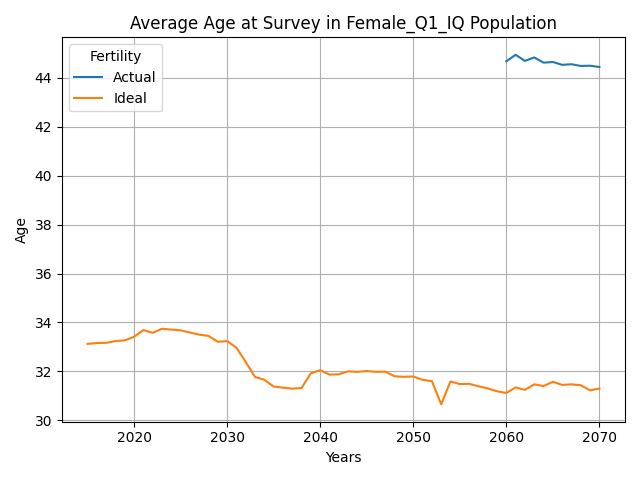 Average Age at Survey in Female_Q1_IQ Population
Fertility
Actual
Ideal
Age
44
42
40
38
36
34
32
30
2020 2030 2040 2050 2060 2070
Years